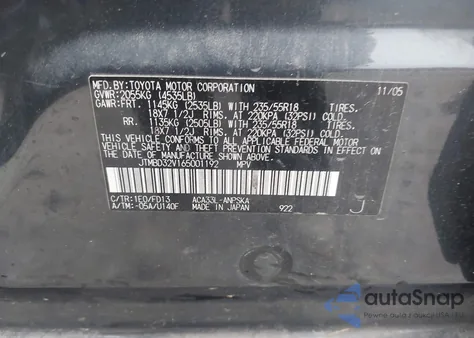 MFD.BY:TOYOTA MOTOR CORPORATION 11/05
GVWR:2055KG (4535LB)
GAWR:FRT. 1145KG (2535LB) WITH 235/55R18 TIRES.
18X7 1/2J RIMS. AT 220KPA (32PSI) COLD.
RR. 1135KG (2505LB) WITH 235/55R18 TIRES.
18X7 1/2J RIMS. AT 220KPA (32PSI) COLD.
THIS VEHICLE CONFORMS TO ALL APPLICABLE FEDERAL MOTOR
VEHICLE SAFETY AND THEFT PREVENTION STANDARDS IN EFFECT
ON THE DATE OF MANUFACTURE SHOWN ABOVE.
JTMBD32V165001192 MPV
C/TR:1E0/FD13 ACA33L-ANPSKA
A/TM:-05A/U140F MADE IN JAPAN 922 J
autoSnap
Pewne auto